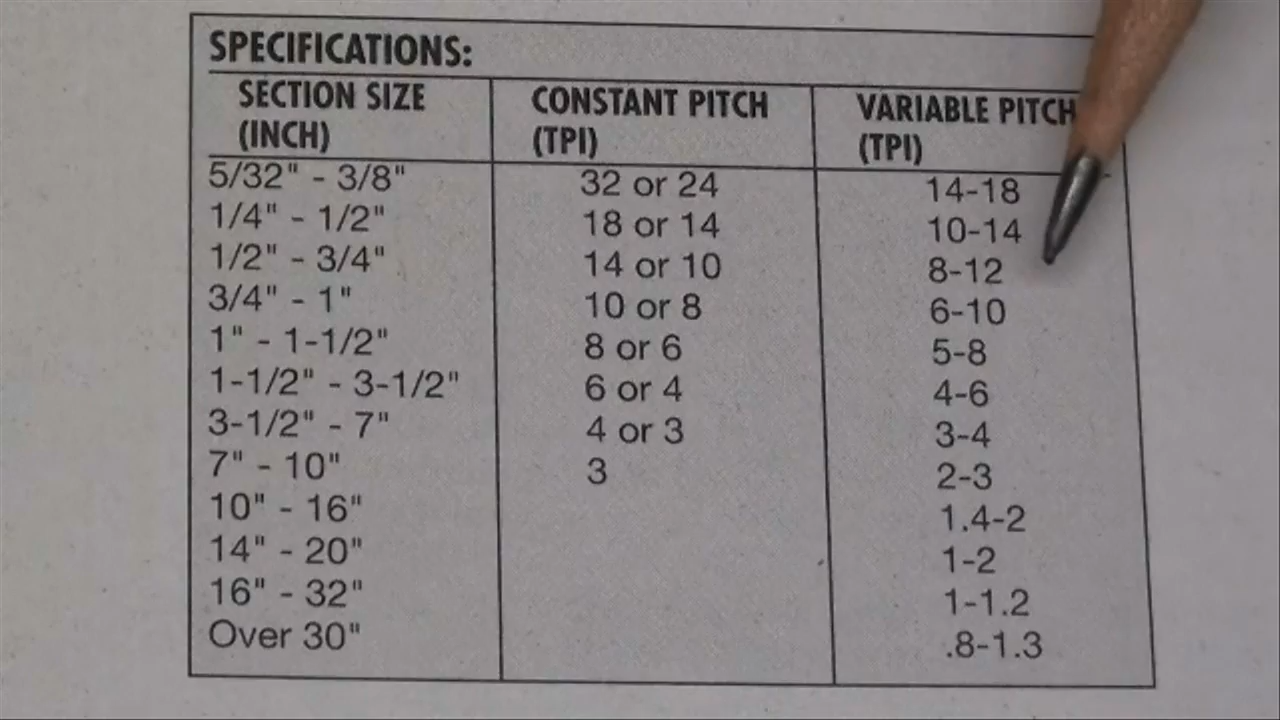 SPECIFICATIONS:
SECTION SIZE (INCH) CONSTANT PITCH (TPI) VARIABLE PITCH (TPI)
5/32" - 3/8" 32 or 24 14-18
1/4" - 1/2" 18 or 14 10-14
1/2" - 3/4" 14 or 10 8-12
3/4" - 1" 10 or 8 6-10
1" - 1-1/2" 8 or 6 5-8
1-1/2" - 3-1/2" 6 or 4 4-6
3-1/2" - 7" 4 or 3 3-4
7" - 10" 3 2-3
10" - 16" 1.4-2
14" - 20" 1-2
16" - 32" 1-1.2
Over 30" .8-1.3